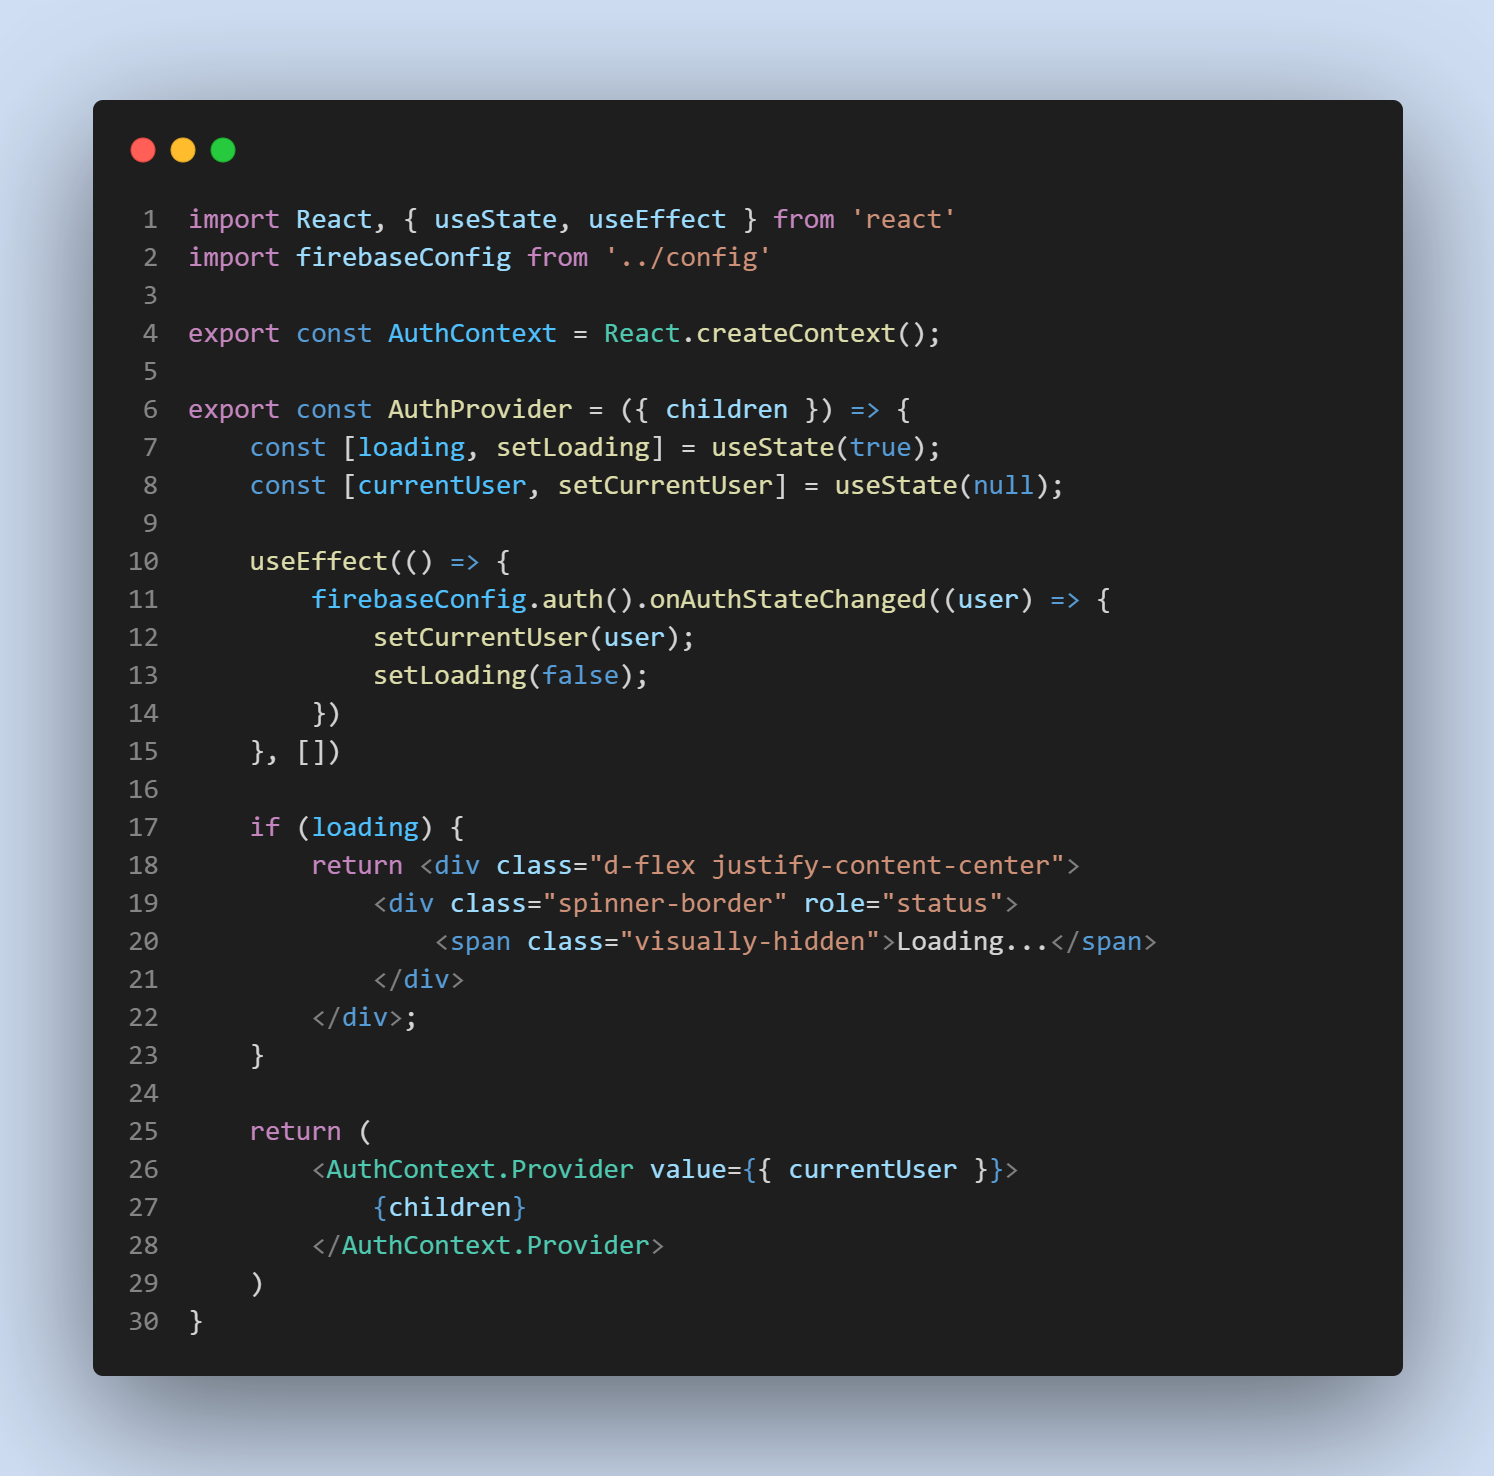 1 import React, { useState, useEffect } from 'react'
2 import firebaseConfig from '../config'
3
4 export const AuthContext = React.createContext();
5
6 export const AuthProvider = ({ children }) => {
7     const [loading, setLoading] = useState(true);
8     const [currentUser, setCurrentUser] = useState(null);
9
10     useEffect(() => {
11         firebaseConfig.auth().onAuthStateChanged((user) => {
12             setCurrentUser(user);
13             setLoading(false);
14         })
15     }, [])
16
17     if (loading) {
18         return <div class="d-flex justify-content-center">
19             <div class="spinner-border" role="status">
20                 <span class="visually-hidden">Loading...</span>
21             </div>
22         </div>;
23     }
24
25     return (
26         <AuthContext.Provider value={{ currentUser }}>
27             {children}
28         </AuthContext.Provider>
29     )
30 }